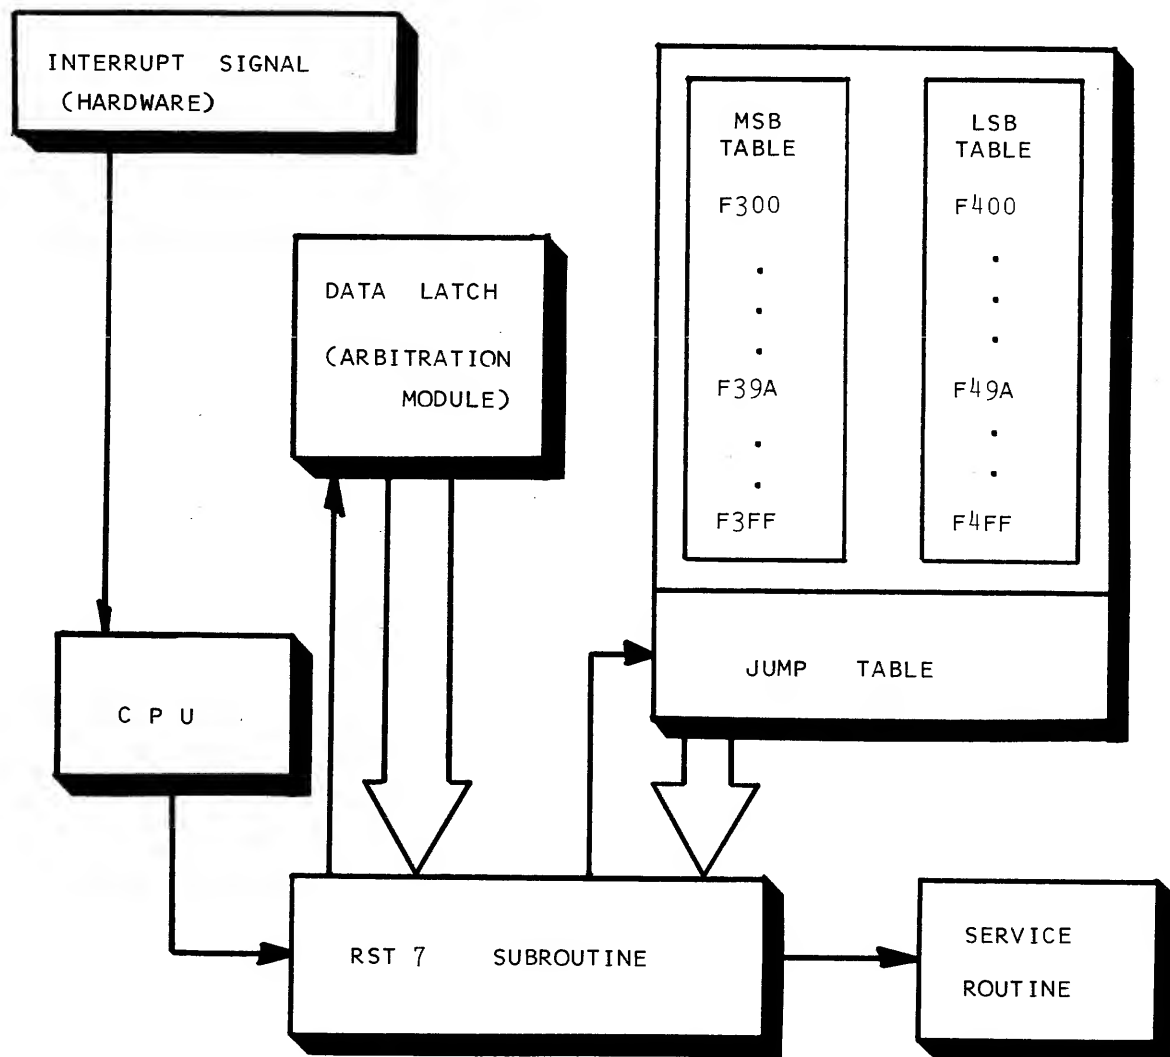 INTERRUPT SIGNAL
(HARDWARE)
DATA LATCH
(ARBITRATION
MODULE)
MSB
TABLE
F300
.
.
.
F39A
.
.
F3FF
LSB
TABLE
F400
.
.
.
F49A
.
.
F4FF
JUMP TABLE
C P U
RST 7 SUBROUTINE
SERVICE
ROUTINE